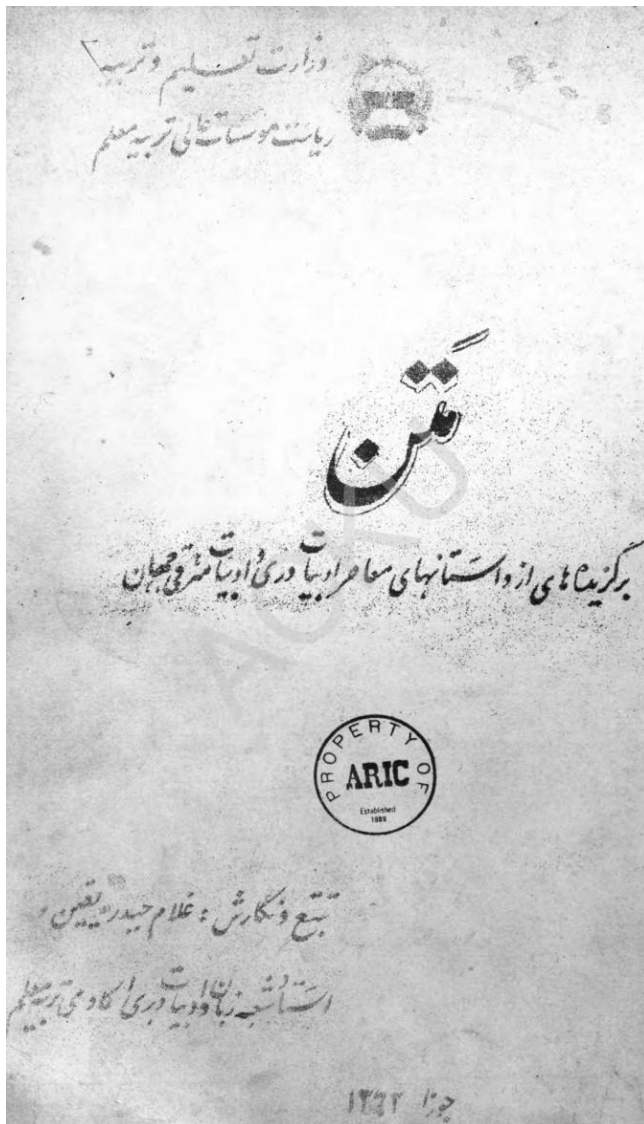 وزارت تعلیم و تربیه
ریاست موسسات عالی تربیه معلم
متن
برگزیده های از داستانهای معاصر ادبیات دری و ادبیات مترقی جهان
ACKU
PROPERTY OF
ARIC
Established
1989
تتبع و نگارش : غلام حیدر یقین
استاد شعبه زبان و ادبیات دری اکادمی تربیه معلم
جوزا ۱۳۶۲